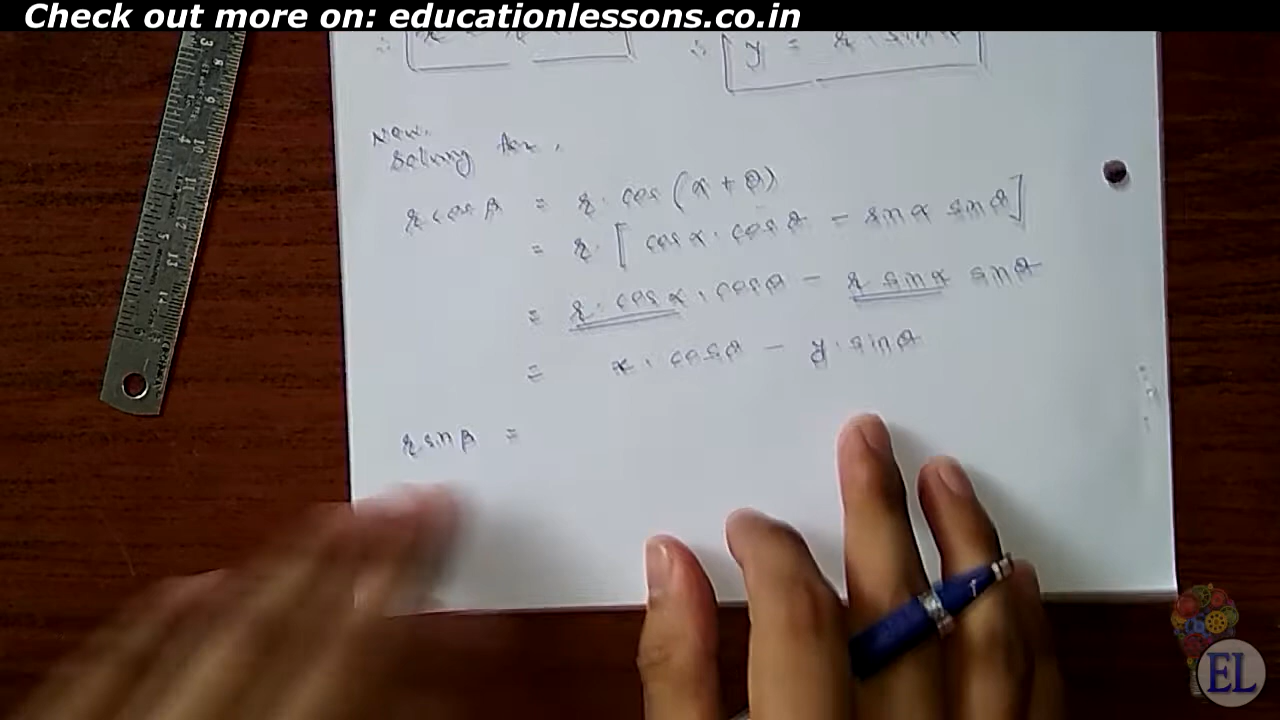 Check out more on: educationlessons.co.in
∴ ∴ y = r · sin α
Now.
Solving for,
r cos β = r · cos (α + θ)
= r · [ cos α · cos θ - sin α sin θ ]
= r · cos α · cos θ - r sin α sin θ
= x · cos θ - y · sin θ
r sin β =
EL